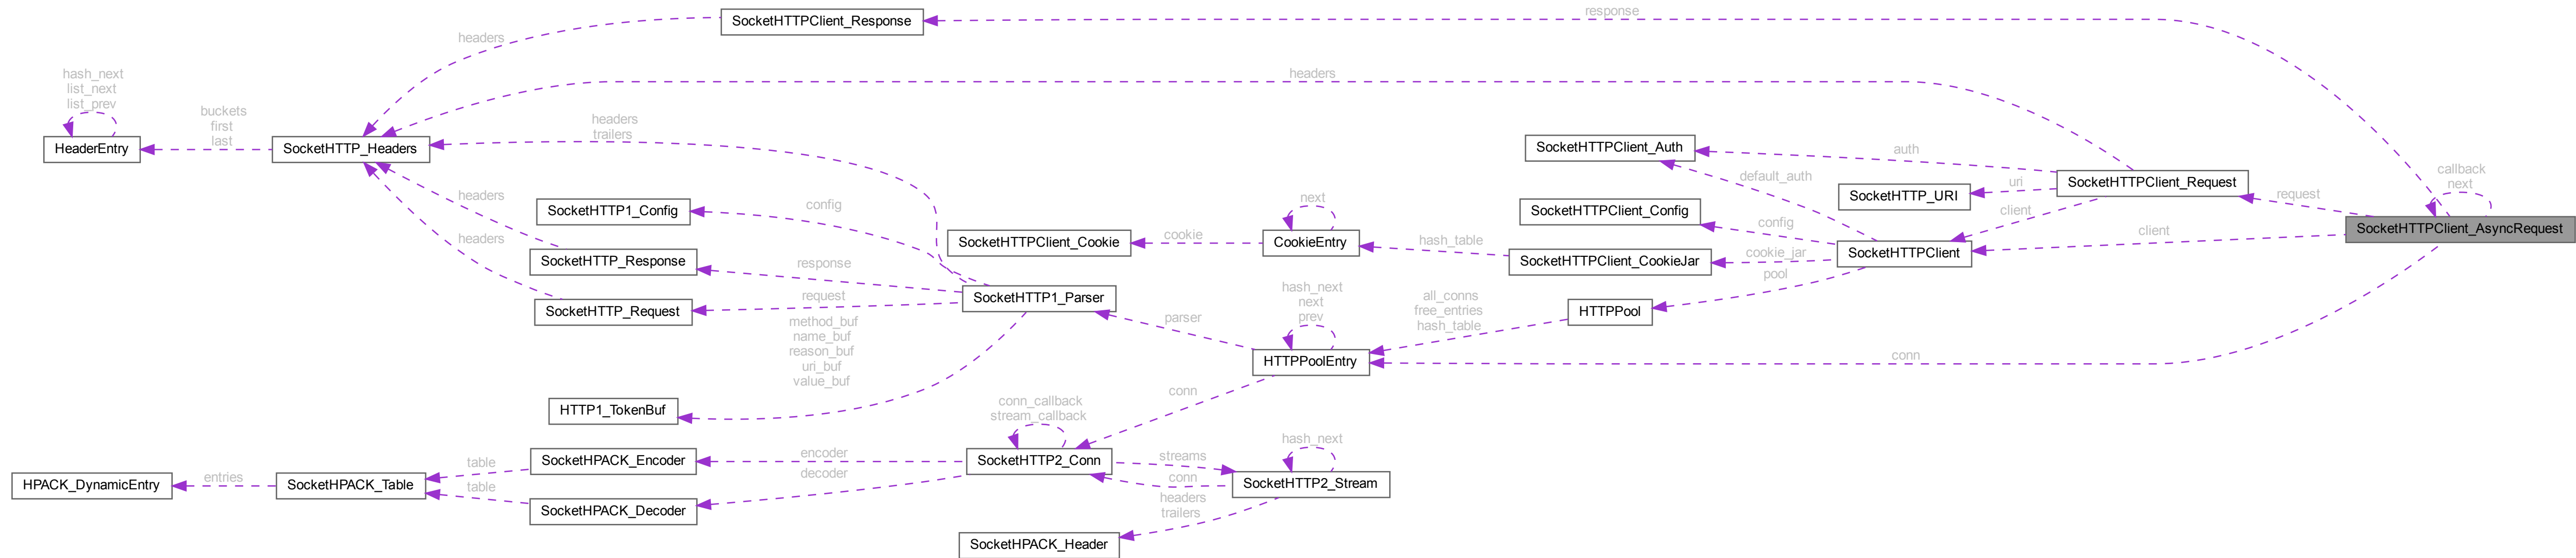 SocketHTTPClient_Response
response
headers
hash_next
list_next
list_prev
HeaderEntry
buckets
first
last
SocketHTTP_Headers
headers
headers
trailers
SocketHTTPClient_Auth
auth
default_auth
SocketHTTPClient_Request
uri
SocketHTTP_URI
client
request
callback
next
SocketHTTPClient_AsyncRequest
headers
SocketHTTP1_Config
config
SocketHTTPClient_Config
config
next
SocketHTTPClient_Cookie
cookie
CookieEntry
hash_table
SocketHTTPClient_CookieJar
cookie_jar
SocketHTTPClient
client
headers
SocketHTTP_Response
response
pool
SocketHTTP_Request
request
SocketHTTP1_Parser
hash_next
next
prev
all_conns
free_entries
hash_table
HTTPPool
parser
method_buf
name_buf
reason_buf
uri_buf
value_buf
HTTPPoolEntry
conn
HTTP1_TokenBuf
conn_callback
stream_callback
conn
HPACK_DynamicEntry
entries
SocketHPACK_Table
table
table
SocketHPACK_Encoder
encoder
SocketHTTP2_Conn
streams
hash_next
SocketHPACK_Decoder
decoder
conn
SocketHTTP2_Stream
headers
trailers
SocketHPACK_Header